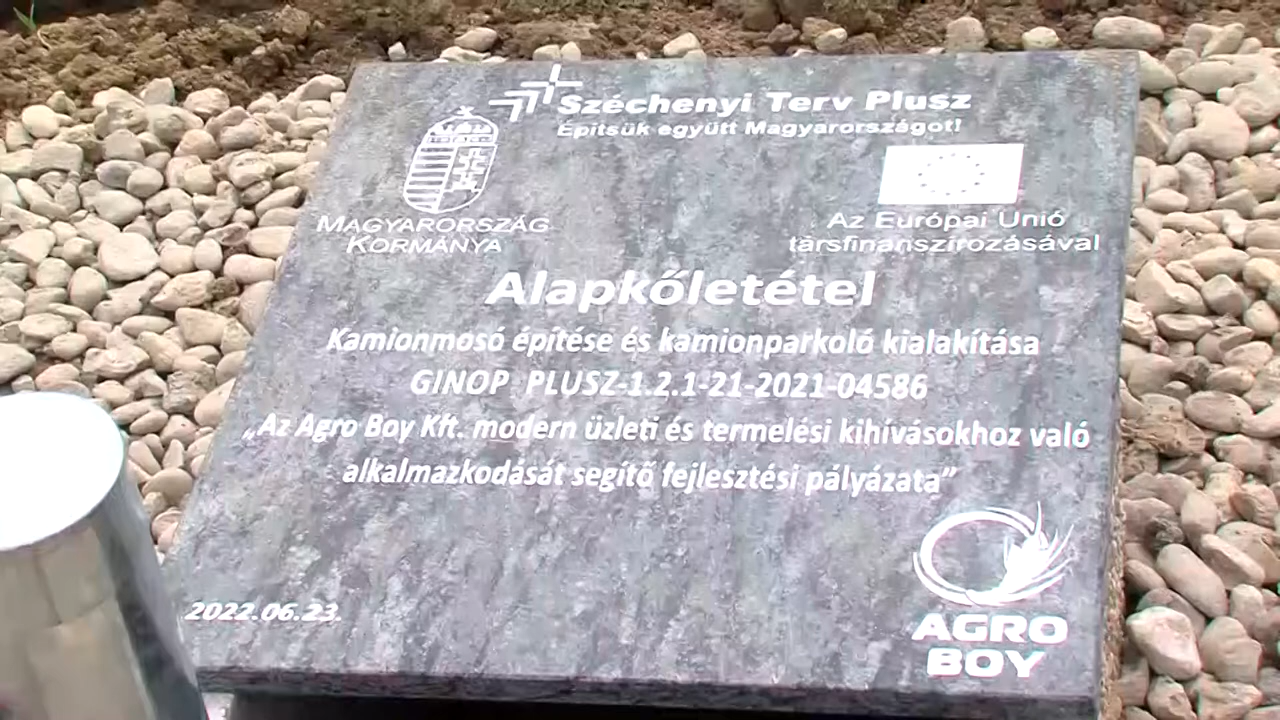 Széchenyi Terv Plusz
Építsük együtt Magyarországot!
MAGYARORSZÁG
KORMÁNYA
Az Európai Unió
társfinanszírozásával
Alapkőletétel
Kamionmosó építése és kamionparkoló kialakítása
GINOP PLUSZ-1.2.1-21-2021-04586
„Az Agro Boy Kft. modern üzleti és termelési kihívásokhoz való
alkalmazkodását segítő fejlesztési pályázata”
2022.06.23.
AGRO
BOY